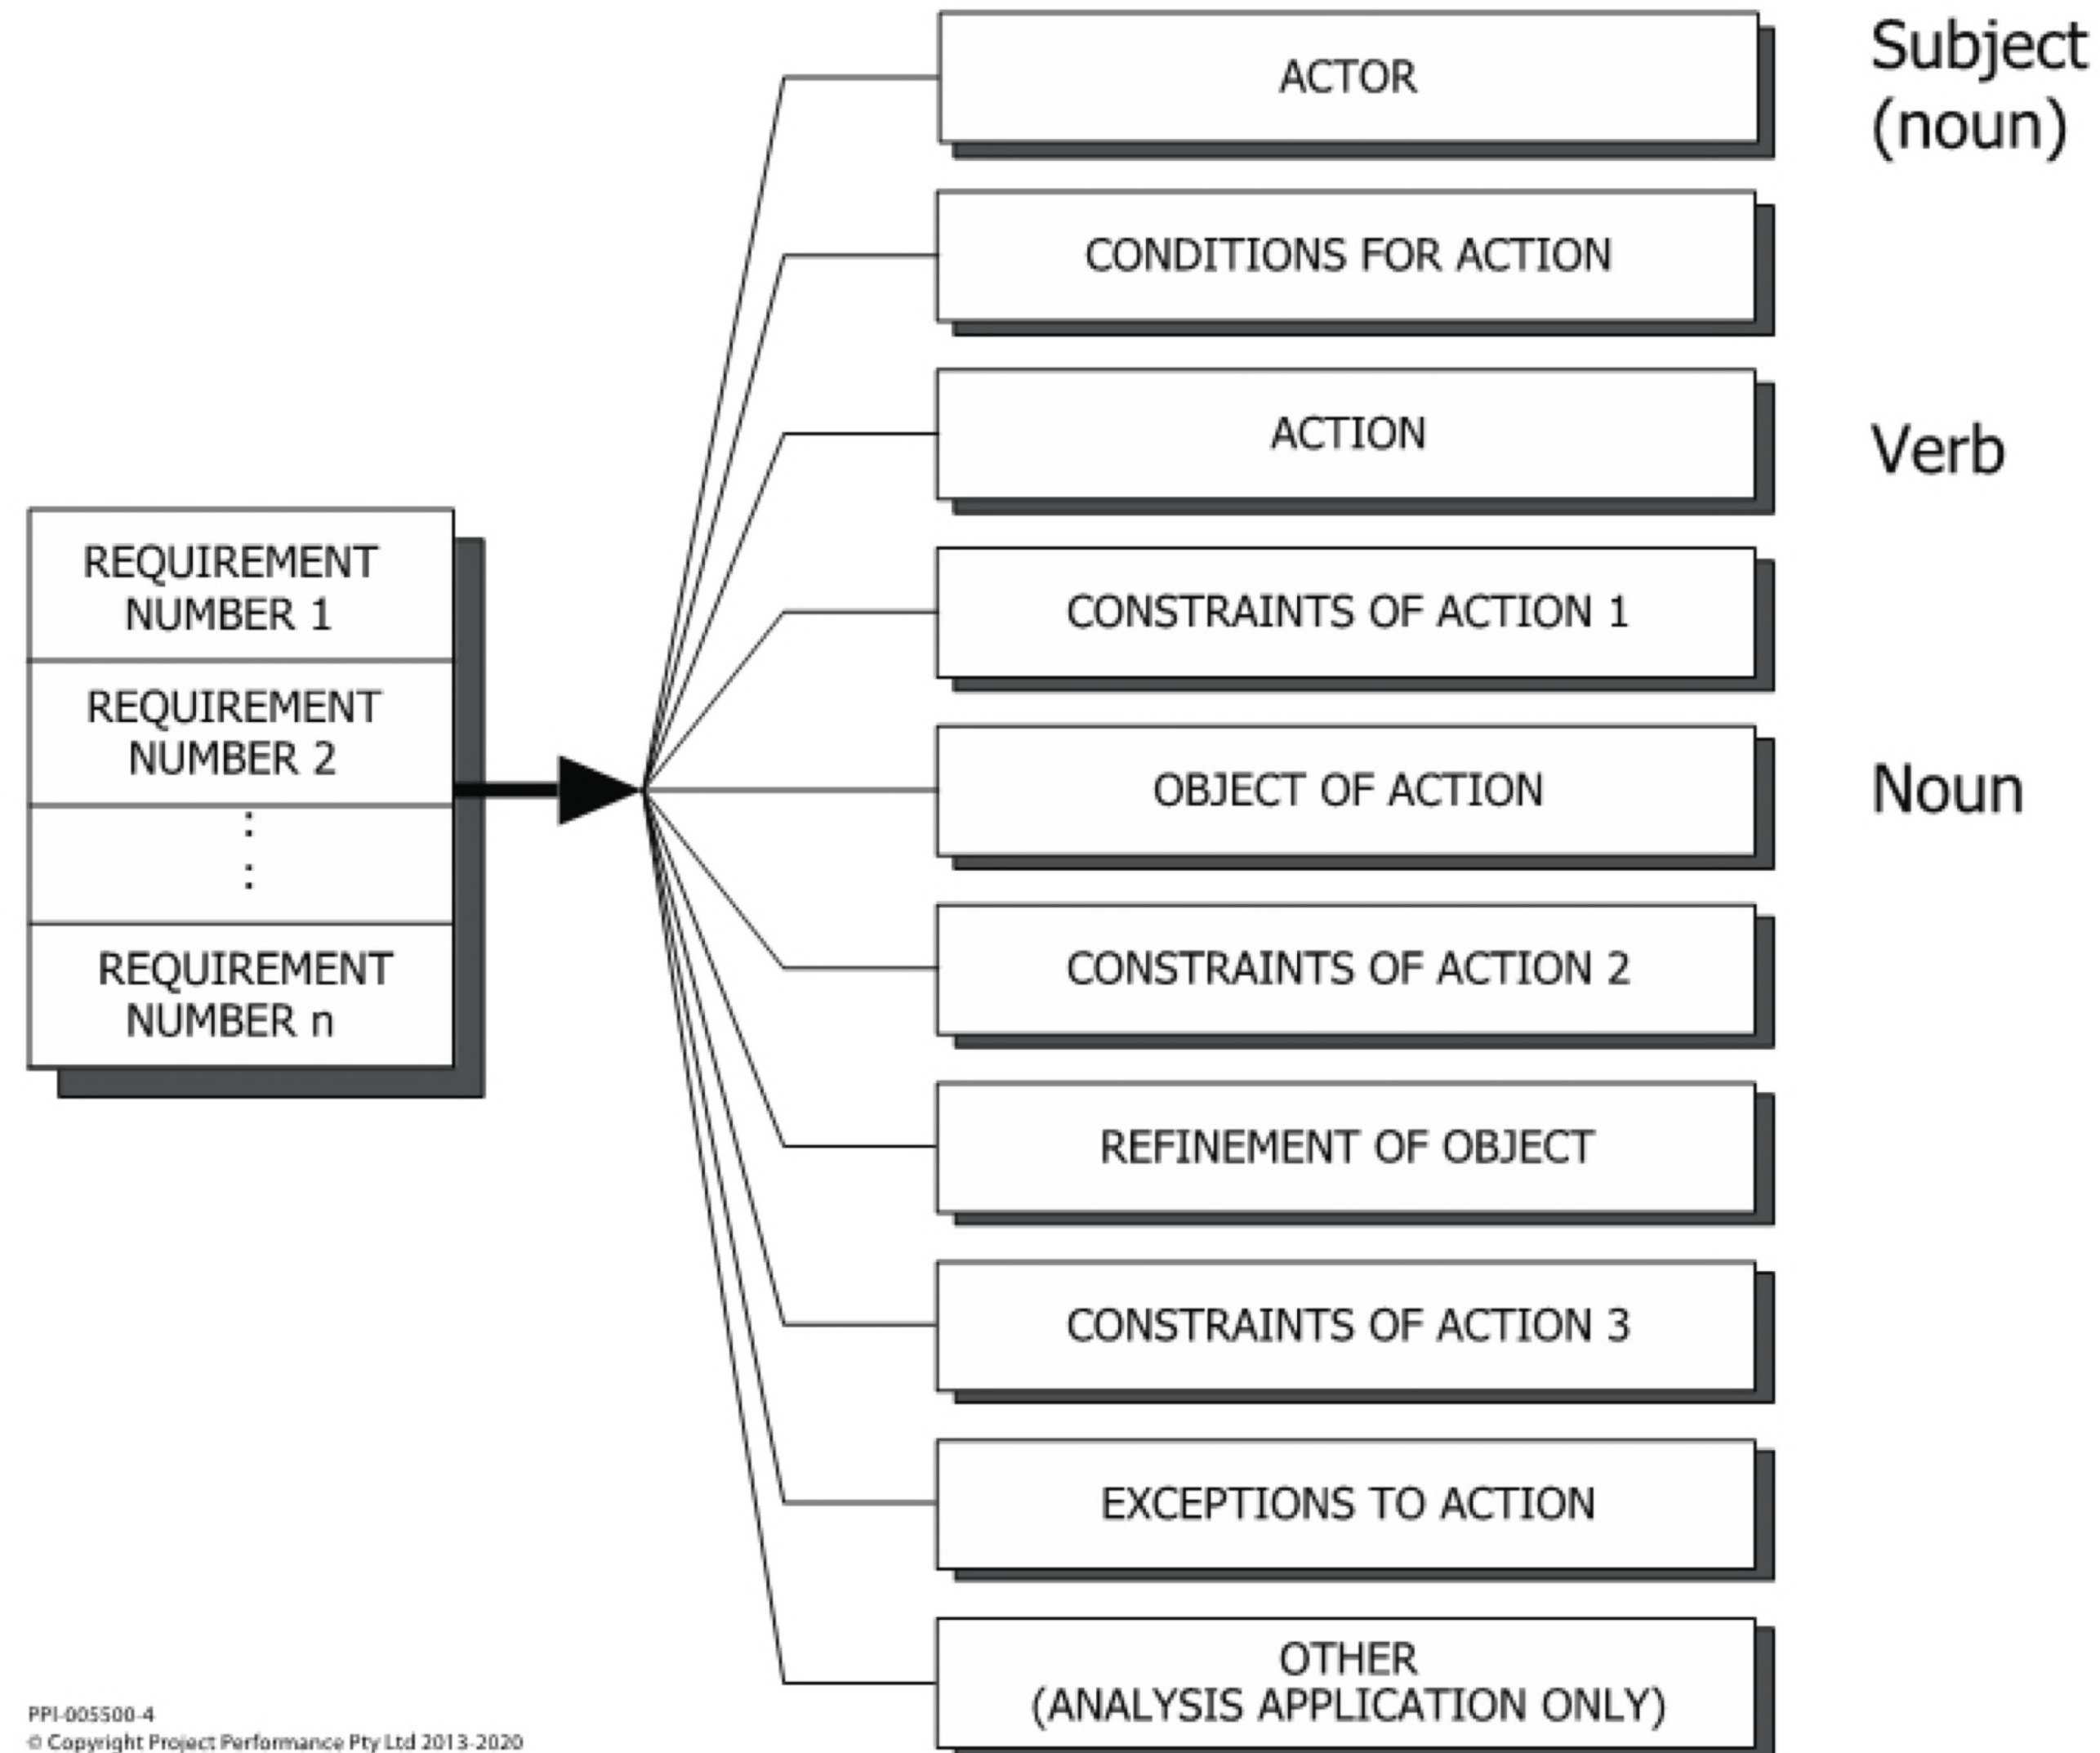 ACTOR
Subject
(noun)
CONDITIONS FOR ACTION
ACTION
Verb
REQUIREMENT
NUMBER 1
CONSTRAINTS OF ACTION 1
REQUIREMENT
NUMBER 2
OBJECT OF ACTION
Noun
:
:
REQUIREMENT
NUMBER n
CONSTRAINTS OF ACTION 2
REFINEMENT OF OBJECT
CONSTRAINTS OF ACTION 3
EXCEPTIONS TO ACTION
OTHER
(ANALYSIS APPLICATION ONLY)
PPI-005500-4
© Copyright Project Performance Pty Ltd 2013-2020